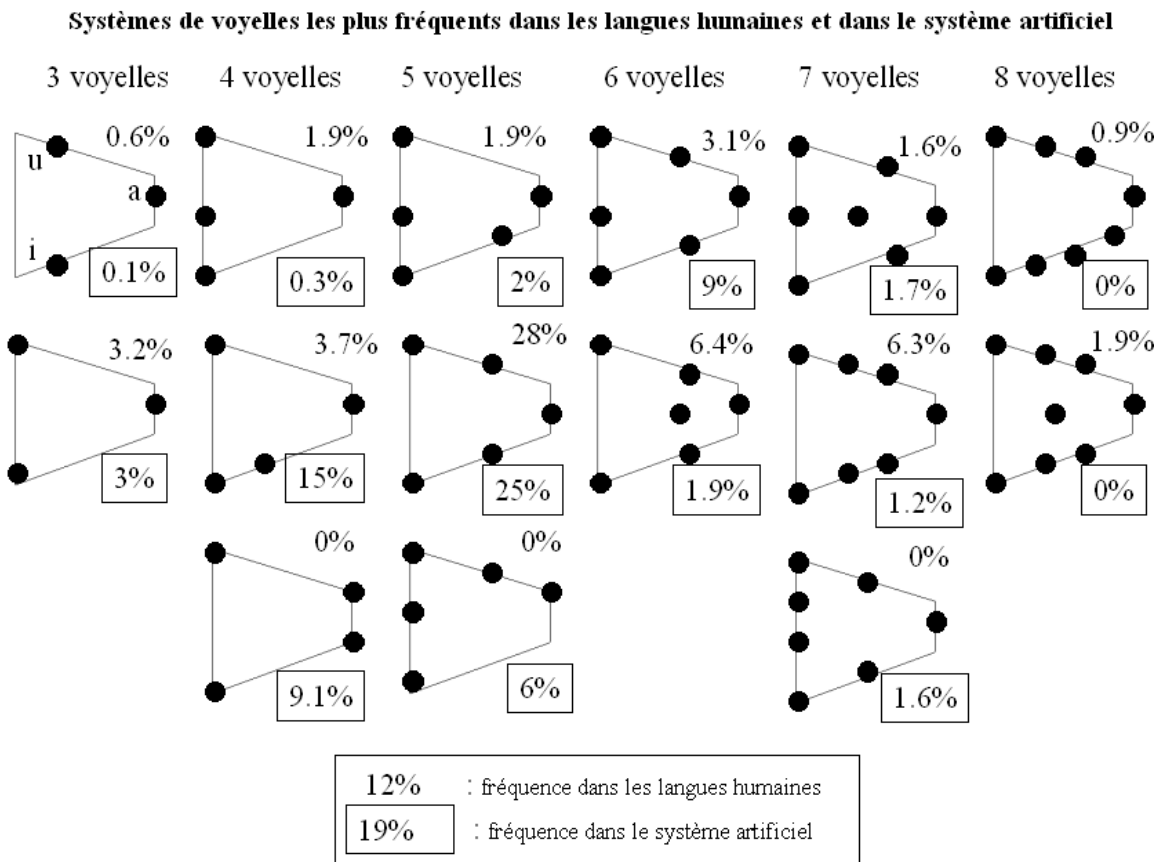 Systèmes de voyelles les plus fréquents dans les langues humaines et dans le système artificiel
3 voyelles 4 voyelles 5 voyelles 6 voyelles 7 voyelles 8 voyelles
0.6% 1.9% 1.9% 3.1% 1.6% 0.9%
u
a
i
0.1% 0.3% 2% 9% 1.7% 0%
3.2% 3.7% 28% 6.4% 6.3% 1.9%
3% 15% 25% 1.9% 1.2% 0%
0% 0% 0%
9.1% 6% 1.6%
12% : fréquence dans les langues humaines
19% : fréquence dans le système artificiel